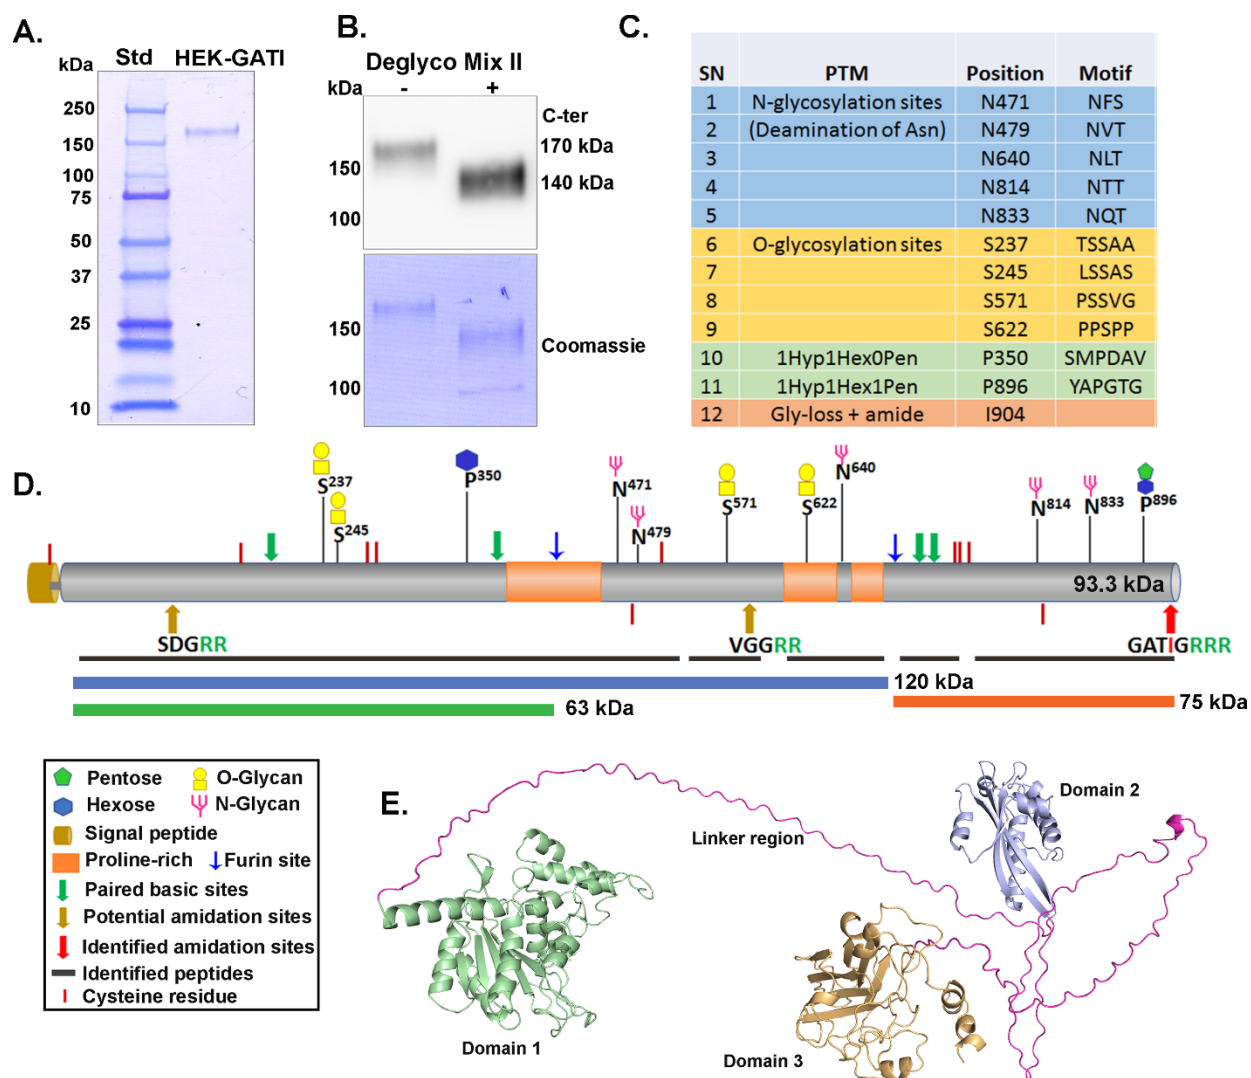 A.
Std HEK-GATI
kDa
250
150
100
75
50
37
25
10
B.
Deglyco Mix II
kDa - +
C-ter
170 kDa
150
140 kDa
100
150
Coomassie
100
C.
SN PTM Position Motif
1 N-glycosylation sites N471 NFS
2 (Deamination of Asn) N479 NVT
3 N640 NLT
4 N814 NTT
5 N833 NQT
6 O-glycosylation sites S237 TSSAA
7 S245 LSSAS
8 S571 PSSVG
9 S622 PPSPP
10 1Hyp1Hex0Pen P350 SMPDAV
11 1Hyp1Hex1Pen P896 YAPGTG
12 Gly-loss + amide I904
D.
S237
S245
P350
N471
N479
S571
S622
N640
N814
N833
P896
93.3 kDa
SDGRR VGGRR GATIGRRR
120 kDa
63 kDa 75 kDa
Pentose O-Glycan
Hexose N-Glycan
Signal peptide
Proline-rich Furin site
Paired basic sites
Potential amidation sites
Identified amidation sites
Identified peptides
Cysteine residue
E.
Linker region
Domain 2
Domain 1
Domain 3